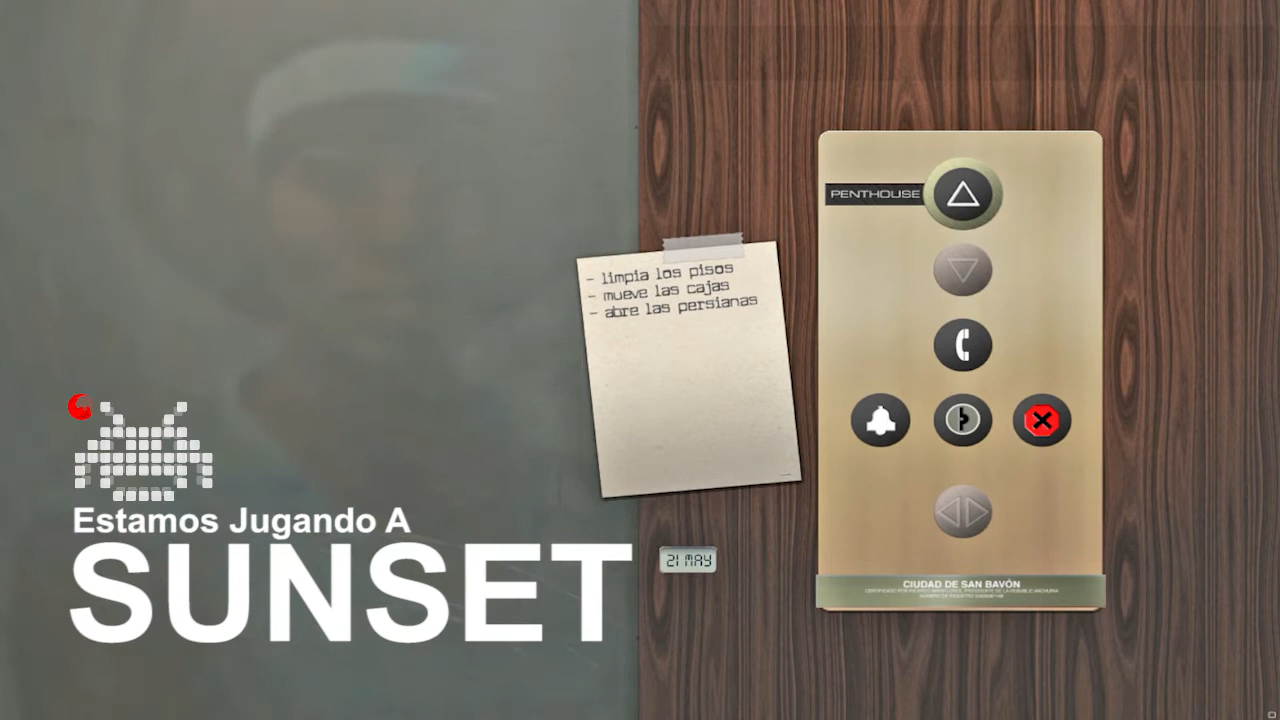 - limpia los pisos
- mueve las cajas
- abre las persianas
PENTHOUSE
Estamos Jugando A
SUNSET
21 MAY
CIUDAD DE SAN BAVÓN